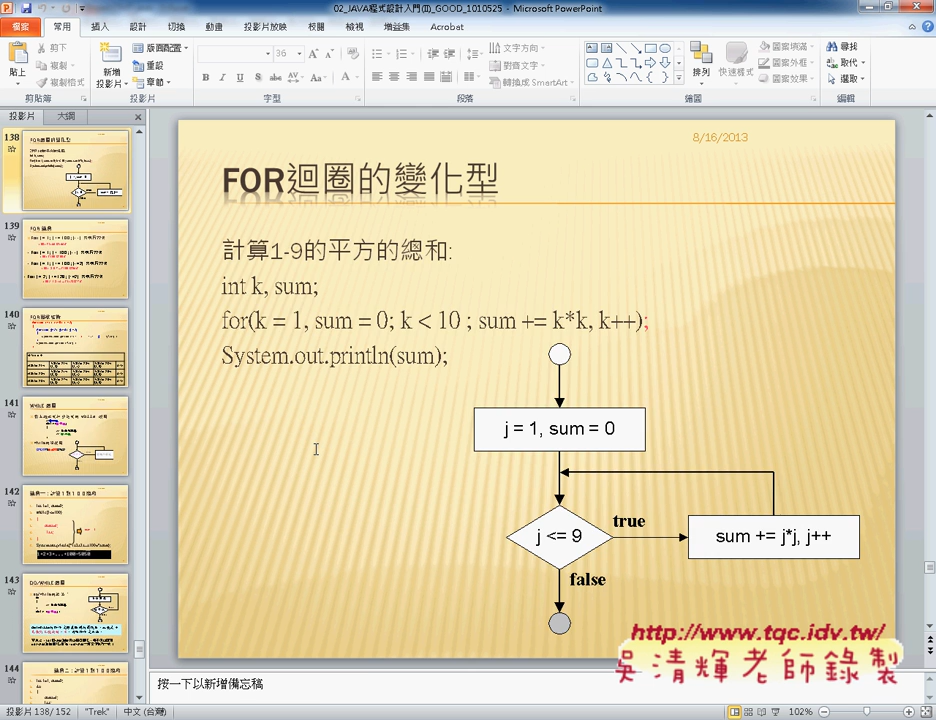 02_JAVA程式設計入門(II)_GOOD_1010525 - Microsoft PowerPoint
檔案 常用 插入 設計 切換 動畫 投影片放映 校閱 檢視 增益集 Acrobat
貼上 剪下 複製 複製格式
新增投影片 版面配置 重設 章節
36
文字方向 對齊文字 轉換成 SmartArt
排列 快速樣式 圖案填滿 圖案外框 圖案效果
尋找 取代 選取
剪貼簿 投影片 字型 段落 繪圖 編輯
投影片 大綱
138
139
140
141
142
143
144
8/16/2013
FOR迴圈的變化型
計算1-9的平方的總和:
int k, sum;
for(k = 1, sum = 0; k < 10 ; sum += k*k, k++);
System.out.println(sum);
j = 1, sum = 0
j <= 9
true
sum += j*j, j++
false
http://www.tqc.idv.tw/
吳清輝老師錄製
按一下以新增備忘稿
投影片 138/152 "Trek" 中文 (台灣) 102%